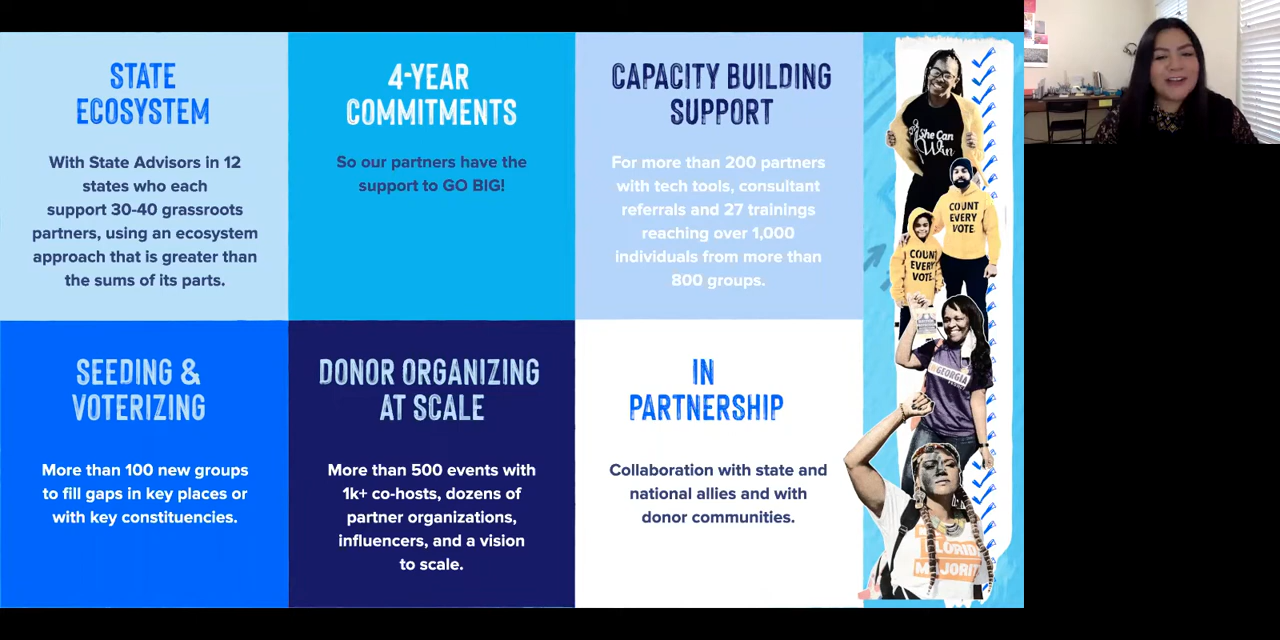 STATE
ECOSYSTEM
With State Advisors in 12
states who each
support 30-40 grassroots
partners, using an ecosystem
approach that is greater than
the sums of its parts.
4-YEAR
COMMITMENTS
So our partners have the
support to GO BIG!
CAPACITY BUILDING
SUPPORT
For more than 200 partners
with tech tools, consultant
referrals and 27 trainings
reaching over 1,000
individuals from more than
800 groups.
SEEDING &
VOTERIZING
More than 100 new groups
to fill gaps in key places or
with key constituencies.
DONOR ORGANIZING
AT SCALE
More than 500 events with
1k+ co-hosts, dozens of
partner organizations,
influencers, and a vision
to scale.
IN
PARTNERSHIP
Collaboration with state and
national allies and with
donor communities.
She Can
Win
COUNT
EVERY
VOTE.
COUNT
EVERY
VOTE.
GEORGIA
FLORIDA
MAJORIT